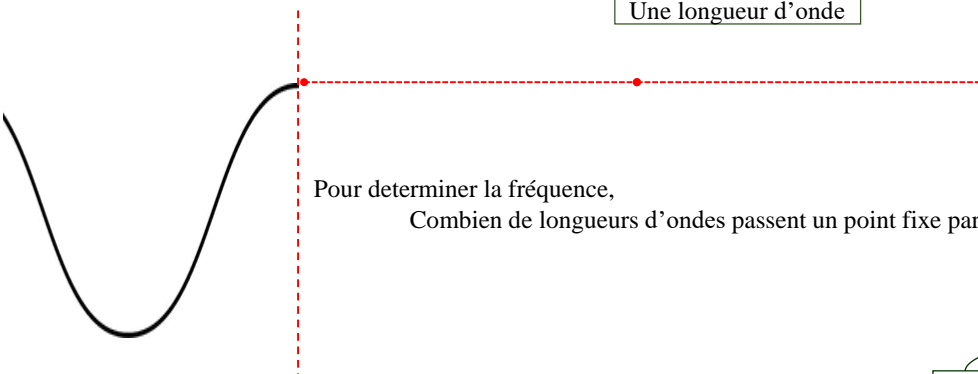 Une longueur d’onde
Pour determiner la fréquence,
Combien de longueurs d’ondes passent un point fixe par